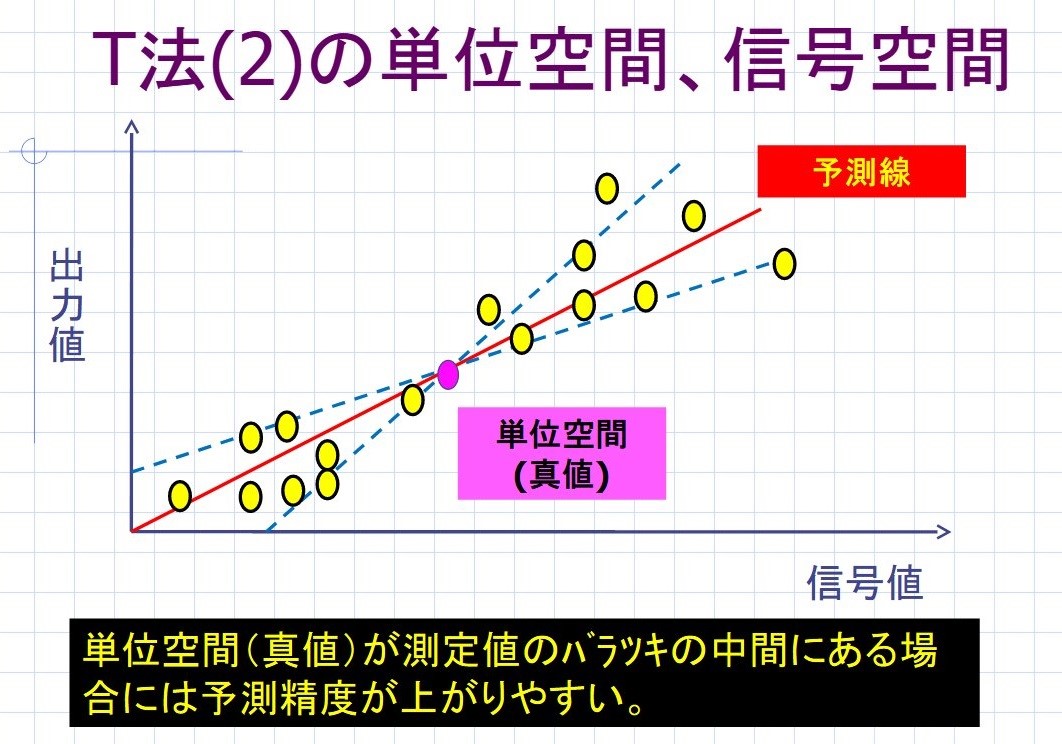 T法(2)の単位空間、信号空間
予測線
出力値
単位空間
(真値)
信号値
単位空間(真値)が測定値のﾊﾞﾗﾂｷの中間にある場
合には予測精度が上がりやすい。